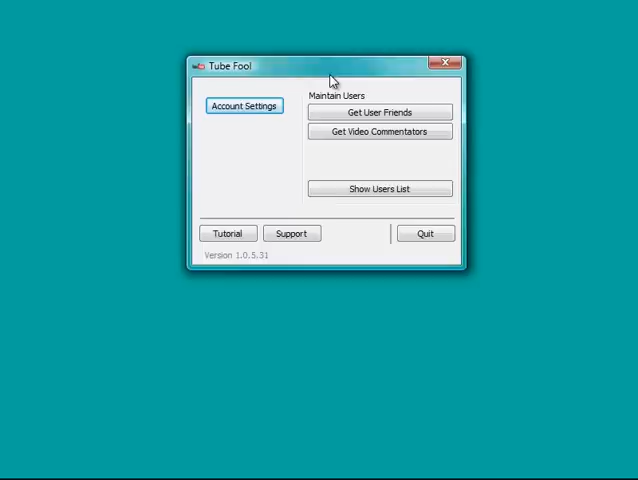 Tube Fool
Account Settings
Maintain Users
Get User Friends
Get Video Commentators
Show Users List
Tutorial
Support
Quit
Version 1.0.5.31